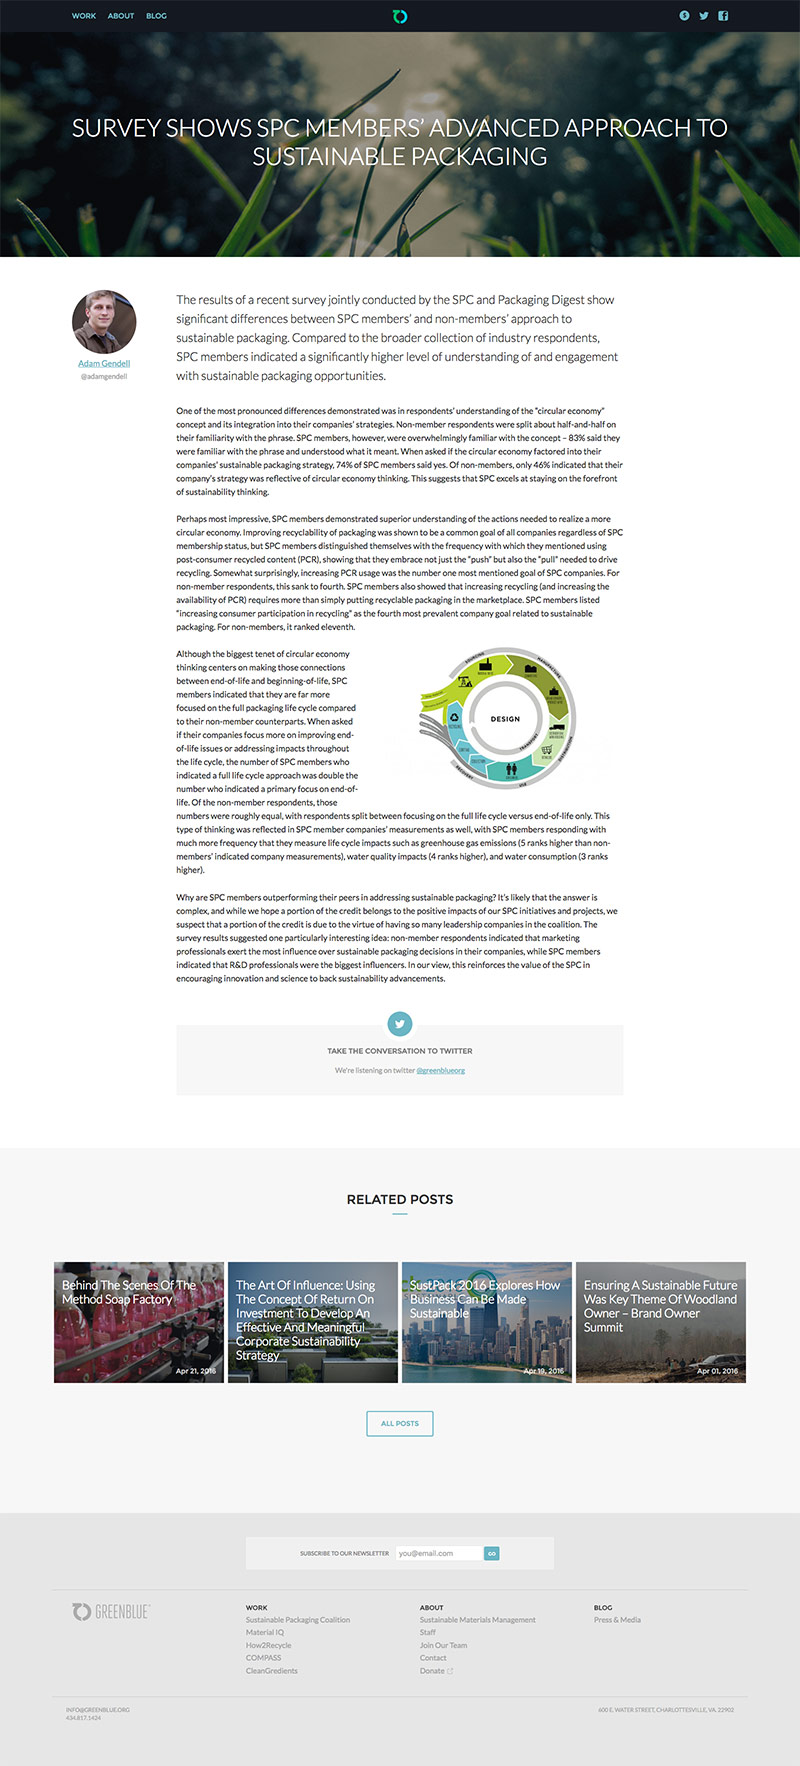 WORK ABOUT BLOG
SURVEY SHOWS SPC MEMBERS' ADVANCED APPROACH TO
SUSTAINABLE PACKAGING
Adam Gendell
@adamgendell
The results of a recent survey jointly conducted by the SPC and Packaging Digest show
significant differences between SPC members' and non-members' approach to
sustainable packaging. Compared to the broader collection of industry respondents,
SPC members indicated a significantly higher level of understanding of and engagement
with sustainable packaging opportunities.
One of the most pronounced differences demonstrated was in respondents' understanding of the "circular economy"
concept and its integration into their companies' strategies. Non-member respondents were split about half-and-half on
their familiarity with the phrase. SPC members, however, were overwhelmingly familiar with the concept – 83% said they
were familiar with the phrase and understood what it meant. When asked if the circular economy factored into their
companies' sustainable packaging strategy, 74% of SPC members said yes. Of non-members, only 46% indicated that their
company's strategy was reflective of circular economy thinking. This suggests that SPC excels at staying on the forefront
of sustainability thinking.
Perhaps most impressive, SPC members demonstrated superior understanding of the actions needed to realize a more
circular economy. Improving recyclability of packaging was shown to be a common goal of all companies regardless of SPC
membership status, but SPC members distinguished themselves with the frequency with which they mentioned using
post-consumer recycled content (PCR), showing that they embrace not just the "push" but also the "pull" needed to drive
recycling. Somewhat surprisingly, increasing PCR usage was the number one most mentioned goal of SPC companies. For
non-member respondents, this sank to fourth. SPC members also showed that increasing recycling (and increasing the
availability of PCR) requires more than simply putting recyclable packaging in the marketplace. SPC members listed
"increasing consumer participation in recycling" as the fourth most prevalent company goal related to sustainable
packaging. For non-members, it ranked eleventh.
Although the biggest tenet of circular economy
thinking centers on making those connections
between end-of-life and beginning-of-life, SPC
members indicated that they are far more
focused on the full packaging life cycle compared
to their non-member counterparts. When asked
if their companies focus more on improving end-
of-life issues or addressing impacts throughout
the life cycle, the number of SPC members who
indicated a full life cycle approach was double the
number who indicated a primary focus on end-of-
life. Of the non-member respondents, those
numbers were roughly equal, with respondents split between focusing on the full life cycle versus end-of-life only. This
type of thinking was reflected in SPC member companies' measurements as well, with SPC members responding with
much more frequency that they measure life cycle impacts such as greenhouse gas emissions (5 ranks higher than non-
members' indicated company measurements), water quality impacts (4 ranks higher), and water consumption (3 ranks
higher).
SOURCING
MANUFACTURE
DESIGN
TRANSPORT
DISTRIBUTION
USE
RECOVERY
Why are SPC members outperforming their peers in addressing sustainable packaging? It's likely that the answer is
complex, and while we hope a portion of the credit belongs to the positive impacts of our SPC initiatives and projects, we
suspect that a portion of the credit is due to the virtue of having so many leadership companies in the coalition. The
survey results suggested one particularly interesting idea: non-member respondents indicated that marketing
professionals exert the most influence over sustainable packaging decisions in their companies, while SPC members
indicated that R&D professionals were the biggest influencers. In our view, this reinforces the value of the SPC in
encouraging innovation and science to back sustainability advancements.
TAKE THE CONVERSATION TO TWITTER
We're listening on twitter @greenblueorg
RELATED POSTS
Behind The Scenes Of The
Method Soap Factory
Apr 21, 2016
The Art Of Influence: Using
The Concept Of Return On
Investment To Develop An
Effective And Meaningful
Corporate Sustainability
Strategy
SustPack 2016 Explores How
Business Can Be Made
Sustainable
Apr 19, 2016
Ensuring A Sustainable Future
Was Key Theme Of Woodland
Owner – Brand Owner
Summit
Apr 01, 2016
ALL POSTS
SUBSCRIBE TO OUR NEWSLETTER you@email.com GO
GREENBLUE
WORK
Sustainable Packaging Coalition
Material IQ
How2Recycle
COMPASS
CleanGredients
ABOUT
Sustainable Materials Management
Staff
Join Our Team
Contact
Donate
BLOG
Press & Media
INFO@GREENBLUE.ORG
434.817.1424
600 E. WATER STREET, CHARLOTTESVILLE, VA. 22902